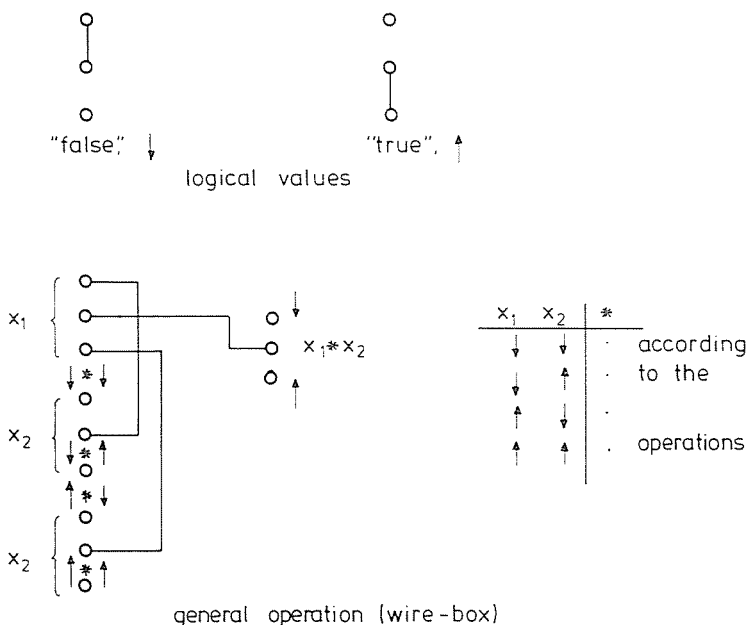 "false", ↓
"true", ↑
logical values
x₁
↓
x₁*x₂
↑
↓ * ↓
x₂
↓ * ↑
↑ * ↓
x₂
↑ * ↑
x₁ x₂ *
↓ ↓ · according
↓ ↑ · to the
↑ ↓ ·
↑ ↑ · operations
general operation (wire-box)